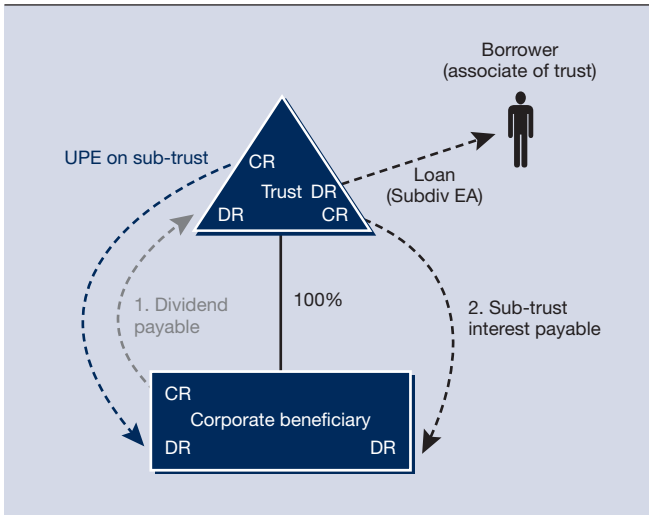 Borrower
(associate of trust)
UPE on sub-trust
CR
Trust DR
DR
CR
Loan
(Subdiv EA)
1. Dividend
payable
100%
2. Sub-trust
interest payable
CR
Corporate beneficiary
DR
DR